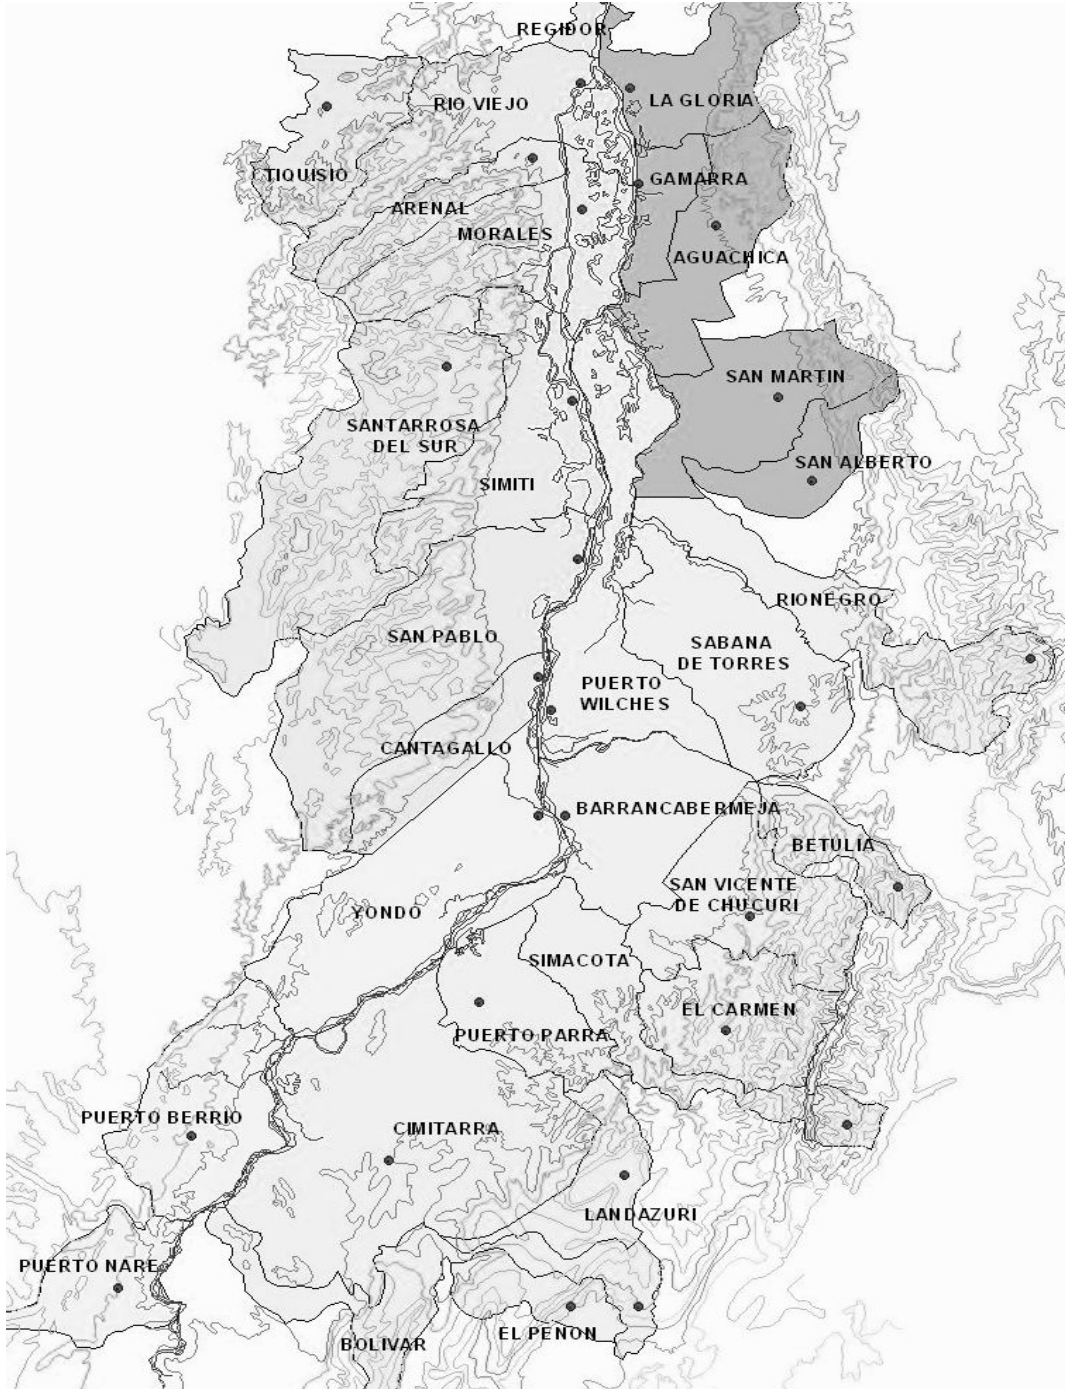 REGIDOR
LA GLORIA
RIO VIEJO
TIQUISIO
GAMARRA
ARENAL
MORALES
AGUACHICA
SAN MARTIN
SANTARROSA
DEL SUR
SAN ALBERTO
SIMITI
RIONEGRO
SAN PABLO
SABANA
DE TORRES
PUERTO
WILCHES
CANTAGALLO
BARRANCABERMEJA
BETULIA
SAN VICENTE
DE CHUCURI
YONDO
SIMACOTA
EL CARMEN
PUERTO PARRA
PUERTO BERRIO
CIMITARRA
LANDAZURI
PUERTO NARE
EL PEÑON
BOLIVAR